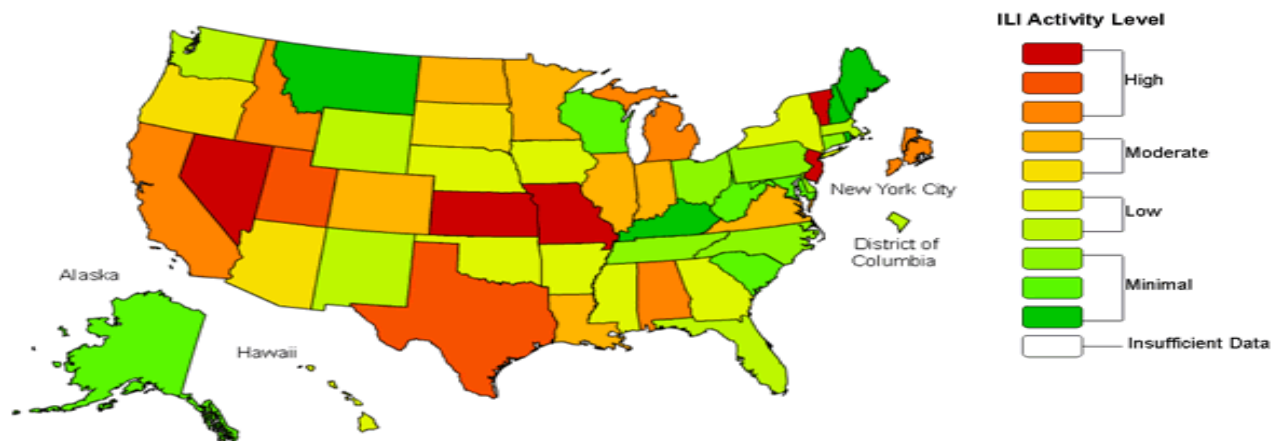 ILI Activity Level
High
Moderate
Low
Minimal
Insufficient Data
New York City
District of
Columbia
Alaska
Hawaii